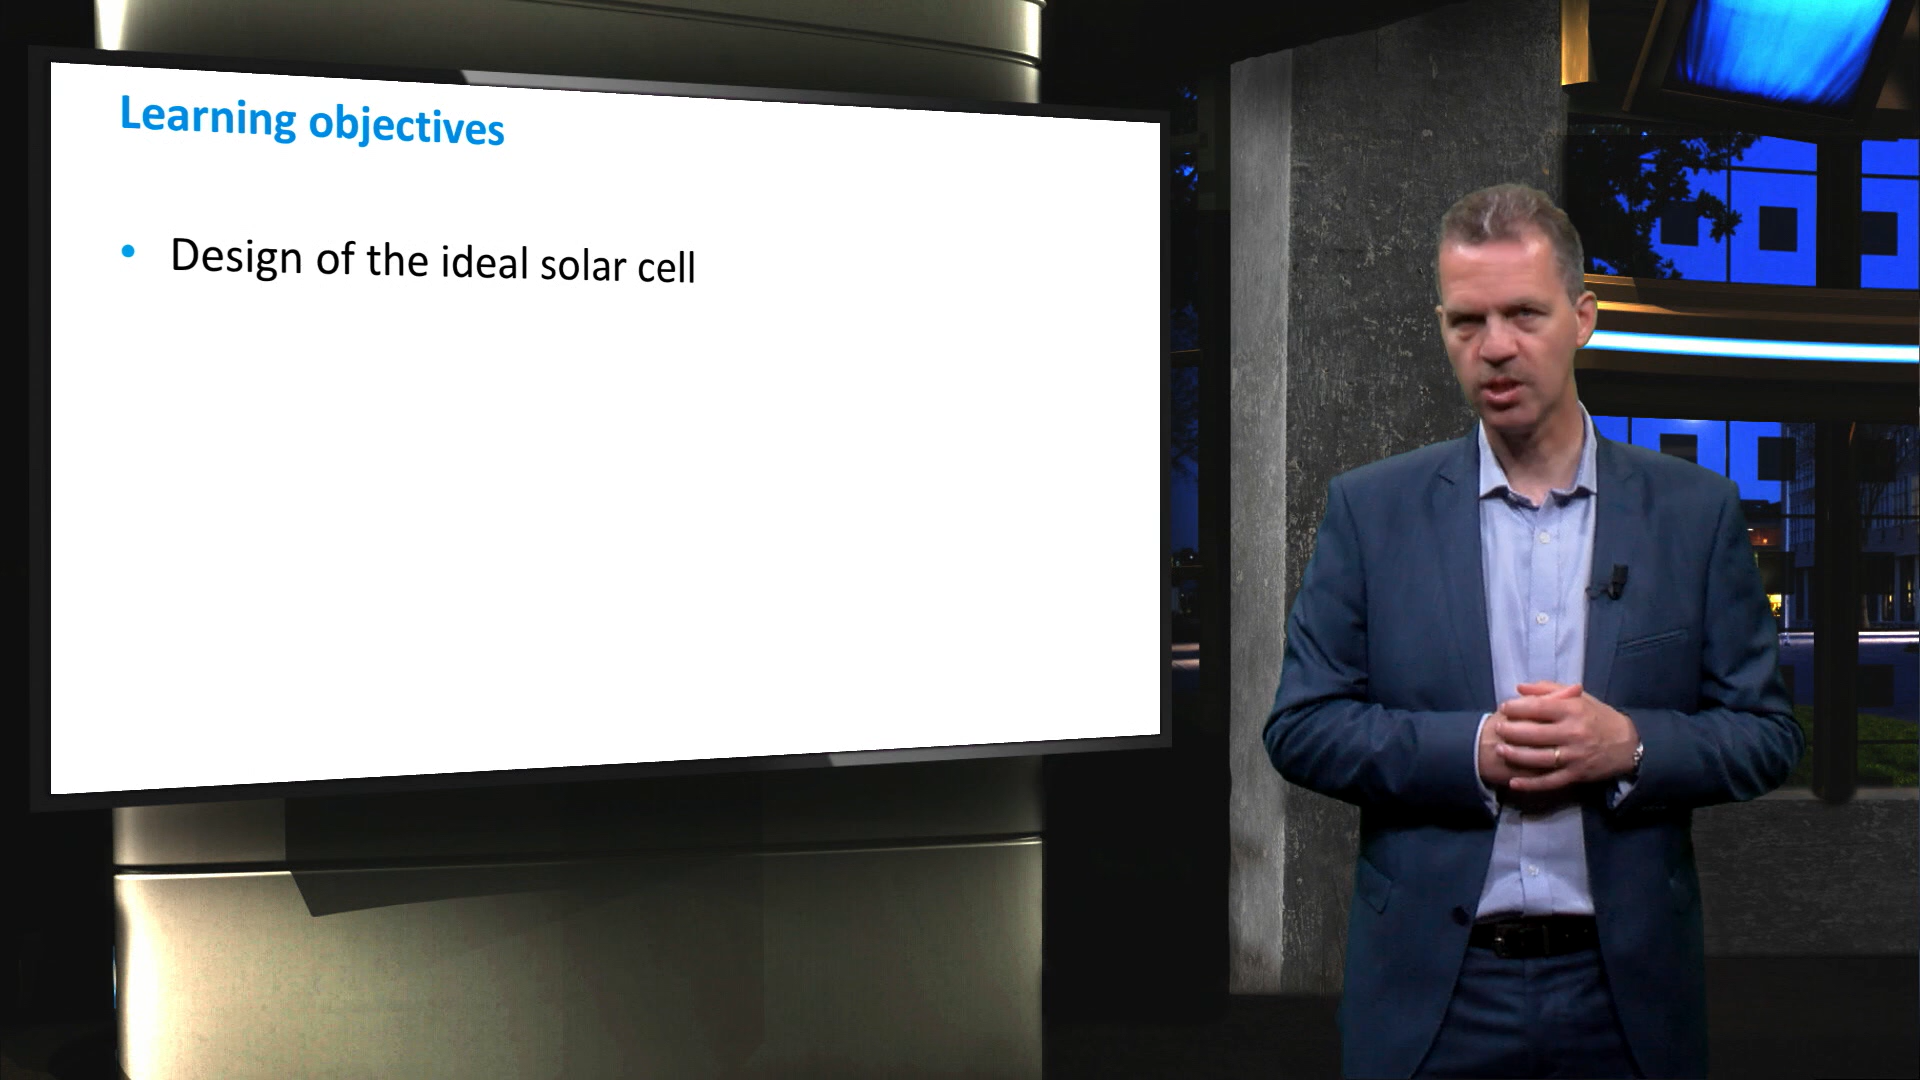 Learning objectives
• Design of the ideal solar cell